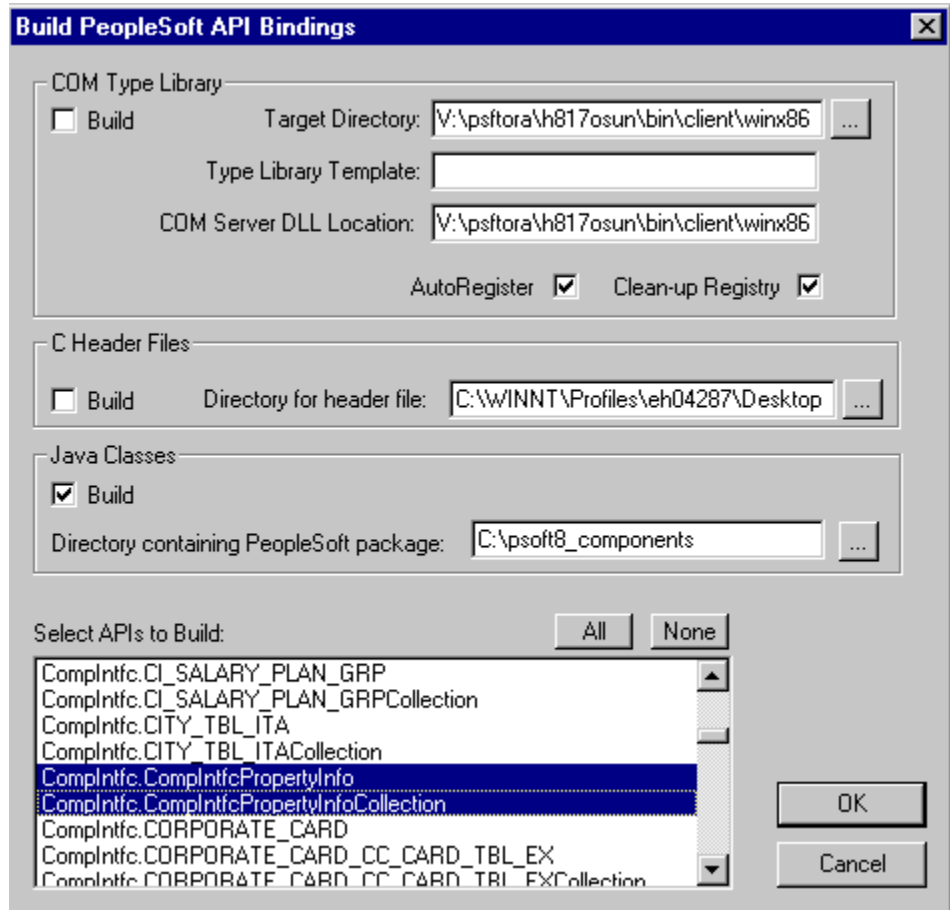 Build PeopleSoft API Bindings
COM Type Library
Build Target Directory: V:\psftora\h817osun\bin\client\winx86 ...
Type Library Template:
COM Server DLL Location: V:\psftora\h817osun\bin\client\winx86
AutoRegister Clean-up Registry
C Header Files
Build Directory for header file: C:\WINNT\Profiles\eh04287\Desktop ...
Java Classes
Build
Directory containing PeopleSoft package: C:\psoft8_components ...
Select APIs to Build: All None
CompIntfc.CI_SALARY_PLAN_GRP
CompIntfc.CI_SALARY_PLAN_GRPCollection
CompIntfc.CITY_TBL_ITA
CompIntfc.CITY_TBL_ITACollection
CompIntfc.CompIntfcPropertyInfo
CompIntfc.CompIntfcPropertyInfoCollection
CompIntfc.CORPORATE_CARD
CompIntfc.CORPORATE_CARD_CC_CARD_TBL_EX
CompIntfc.CORPORATE_CARD_CC_CARD_TBL_EXCollection
OK
Cancel